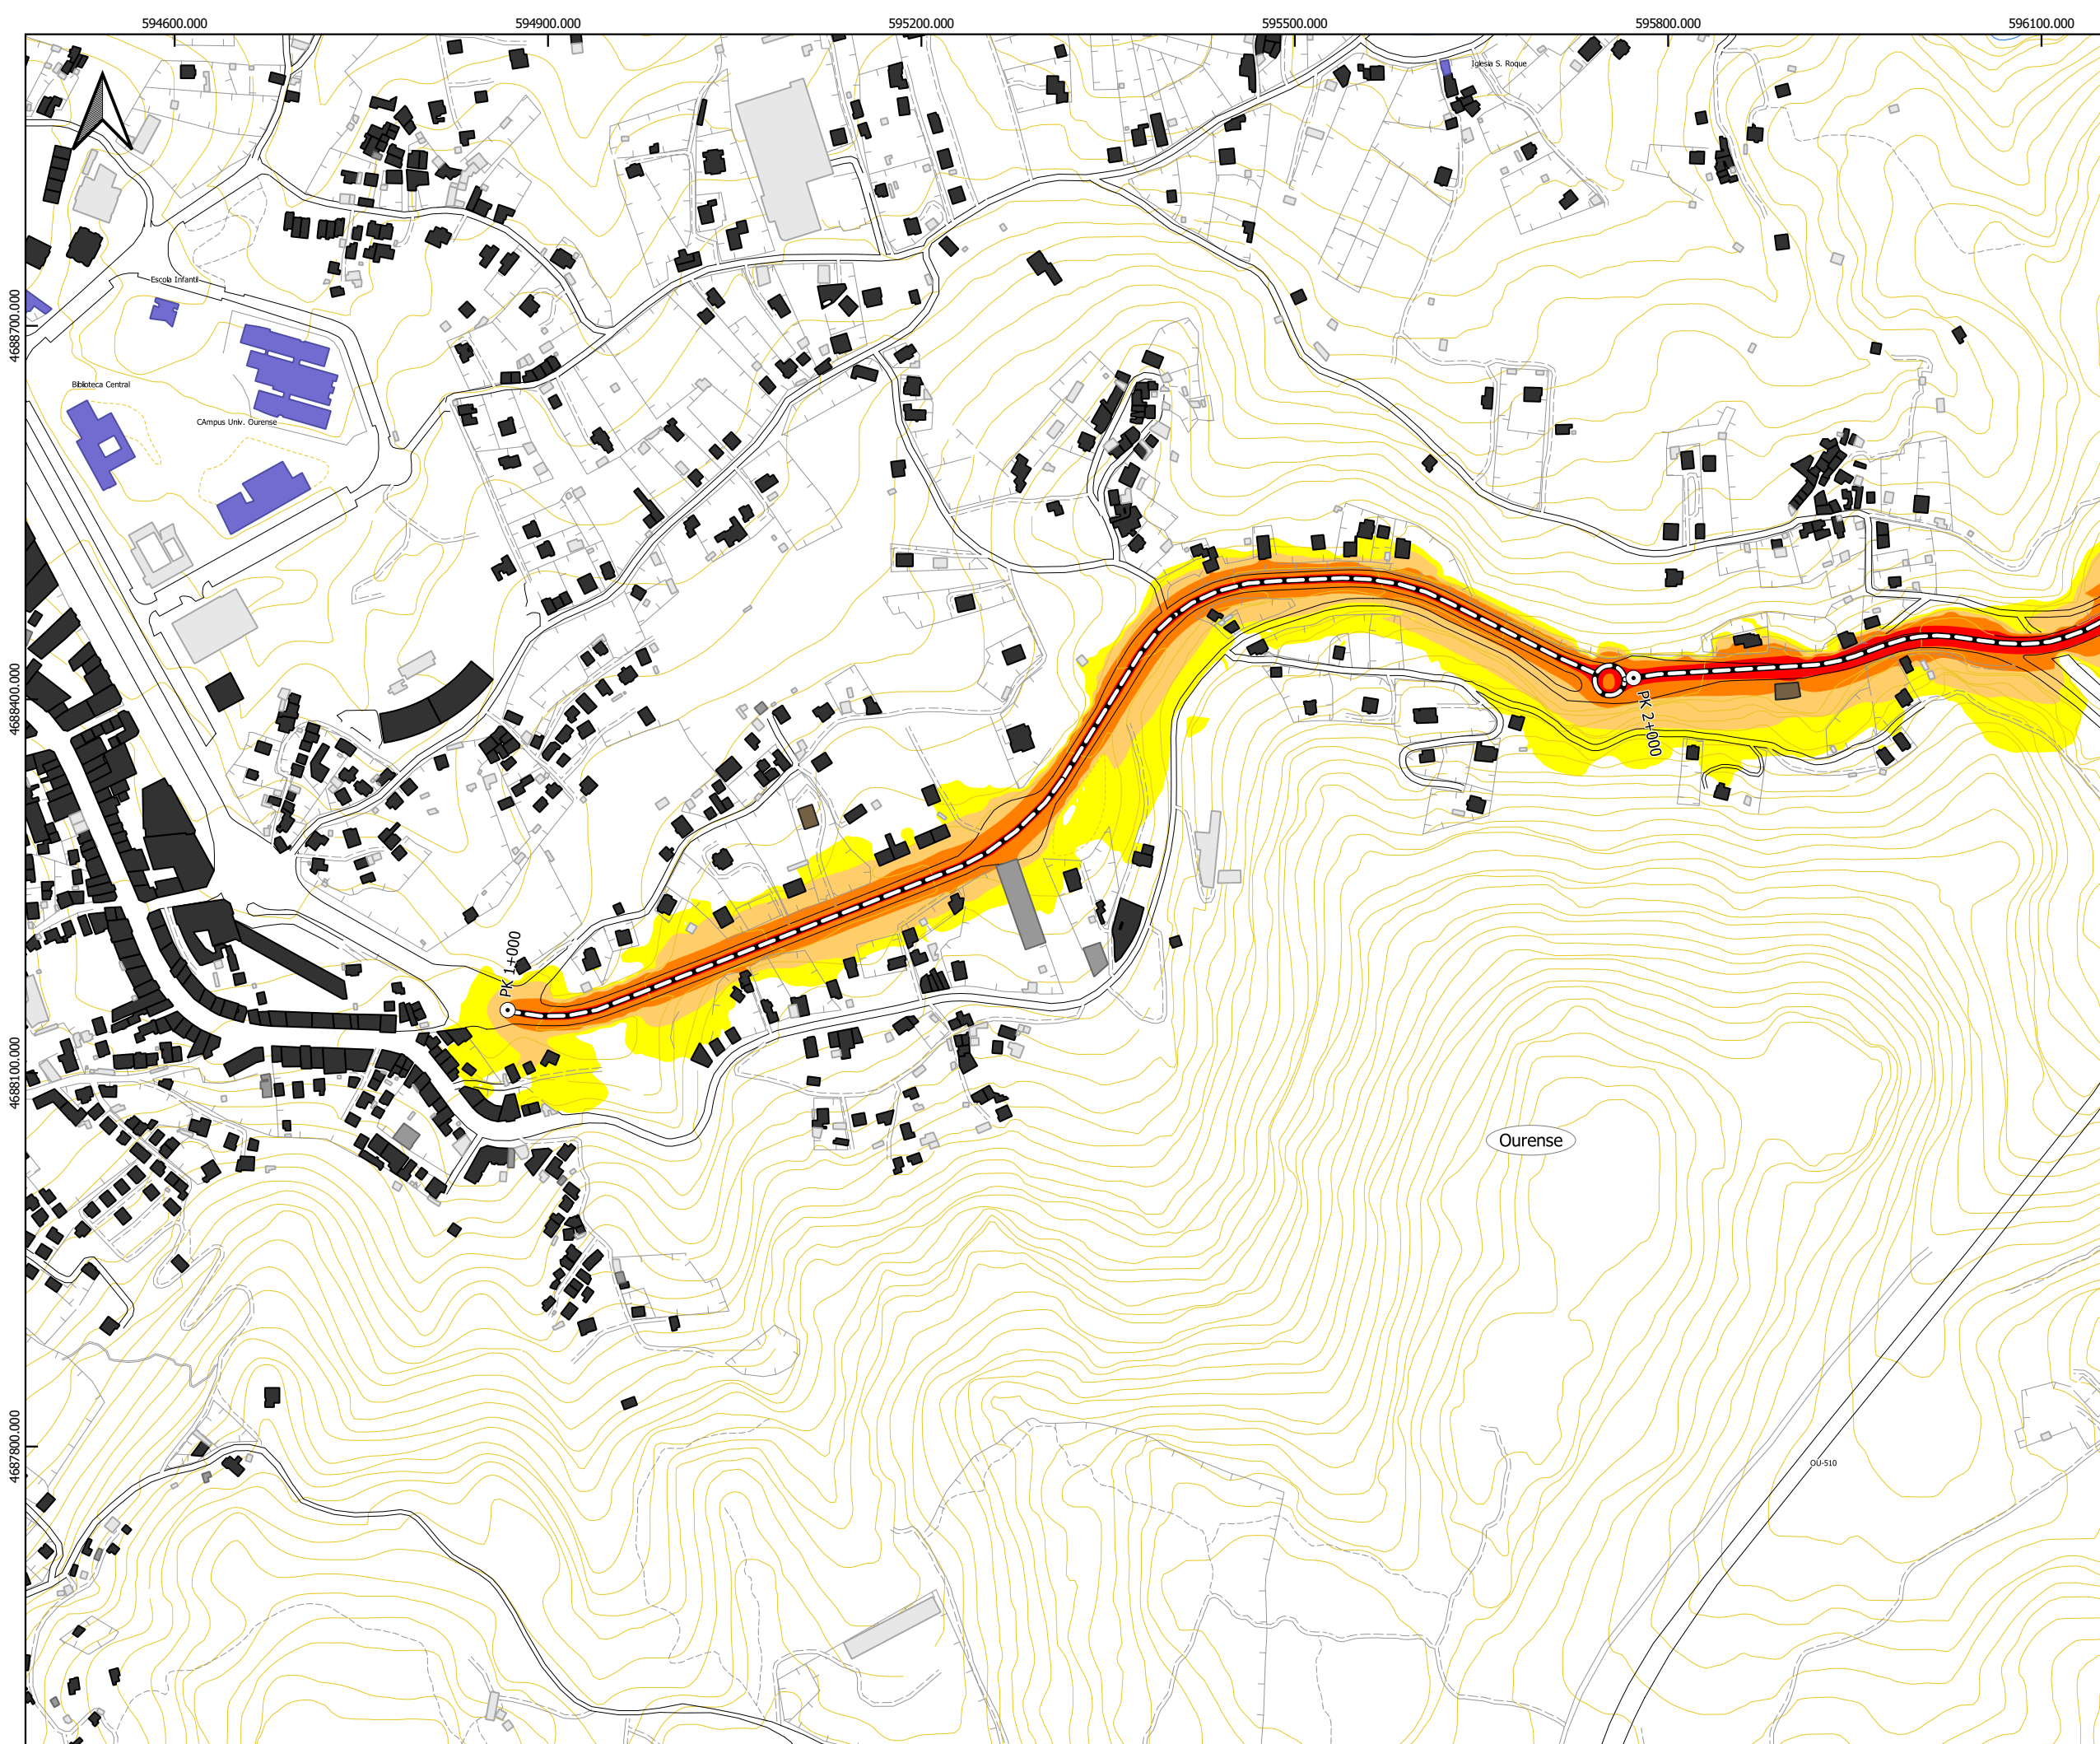 594600.000
594900.000
595200.000
595500.000
595800.000
596100.000
Iglesia S. Roque
Escola Infantil
4688700.000
Biblioteca Central
CAmpus Univ. Ourense
4688400.000
PK 2+000
PK 1+000
4688100.000
Ourense
4687800.000
OU-510